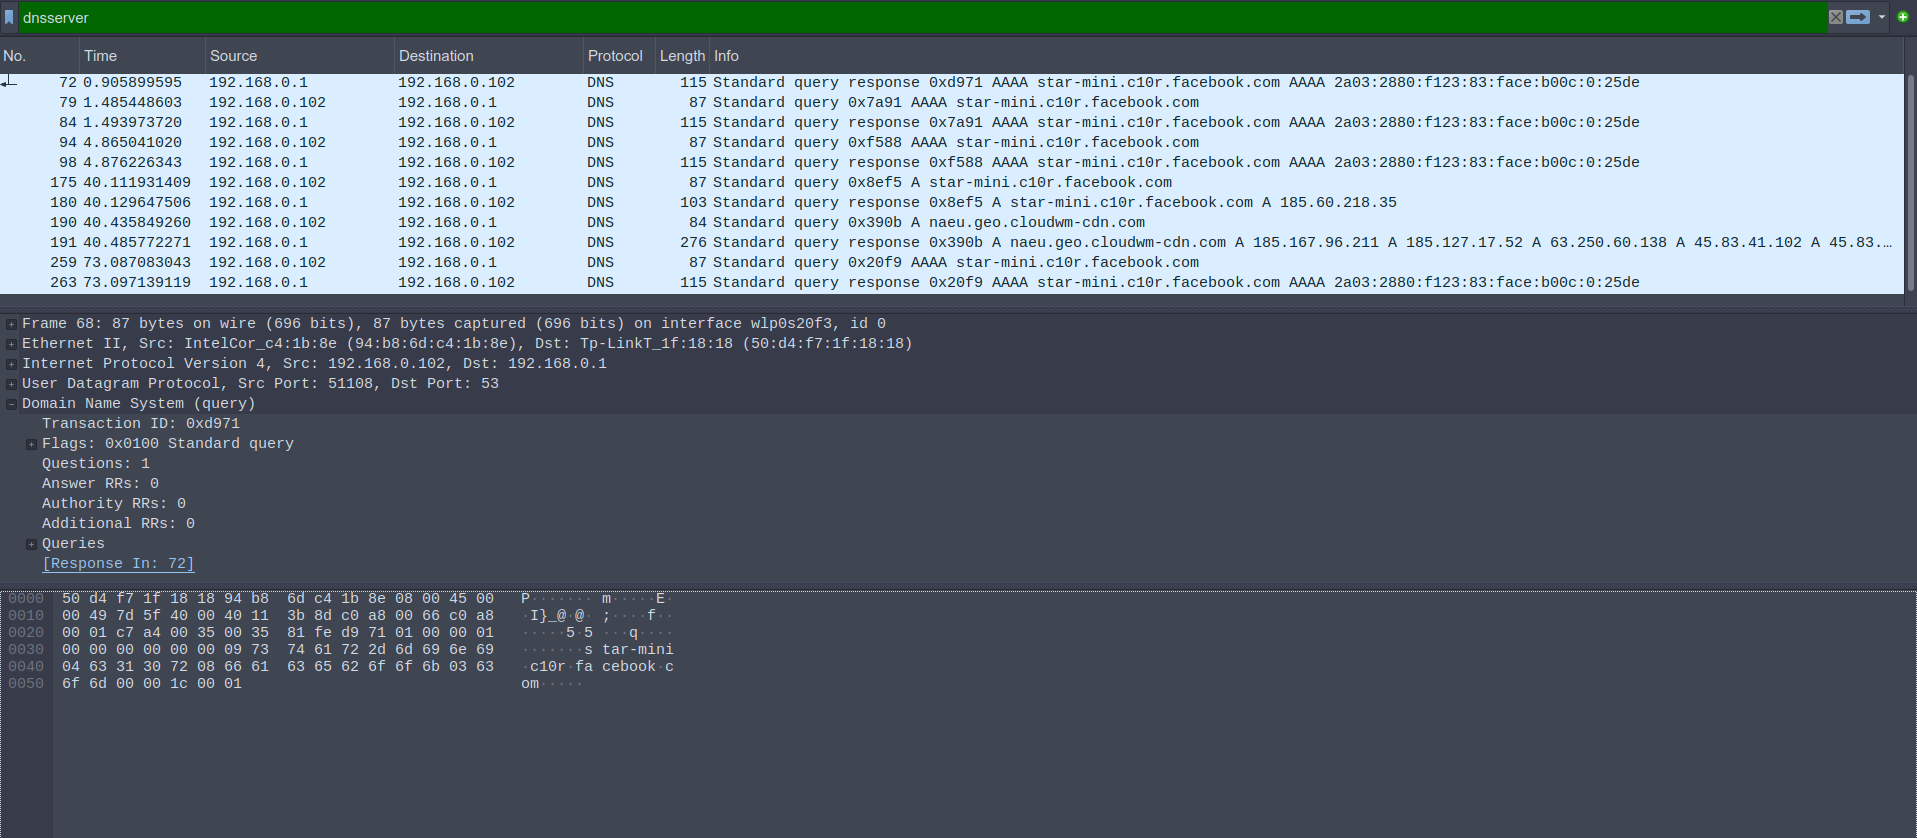 dnsserver
No. Time Source Destination Protocol Length Info
72 0.905899595 192.168.0.1 192.168.0.102 DNS 115 Standard query response 0xd971 AAAA star-mini.c10r.facebook.com AAAA 2a03:2880:f123:83:face:b00c:0:25de
79 1.485448603 192.168.0.102 192.168.0.1 DNS 87 Standard query 0x7a91 AAAA star-mini.c10r.facebook.com
84 1.493973720 192.168.0.1 192.168.0.102 DNS 115 Standard query response 0x7a91 AAAA star-mini.c10r.facebook.com AAAA 2a03:2880:f123:83:face:b00c:0:25de
94 4.865041020 192.168.0.102 192.168.0.1 DNS 87 Standard query 0xf588 AAAA star-mini.c10r.facebook.com
98 4.876226343 192.168.0.1 192.168.0.102 DNS 115 Standard query response 0xf588 AAAA star-mini.c10r.facebook.com AAAA 2a03:2880:f123:83:face:b00c:0:25de
175 40.111931409 192.168.0.102 192.168.0.1 DNS 87 Standard query 0x8ef5 A star-mini.c10r.facebook.com
180 40.129647506 192.168.0.1 192.168.0.102 DNS 103 Standard query response 0x8ef5 A star-mini.c10r.facebook.com A 185.60.218.35
190 40.435849260 192.168.0.102 192.168.0.1 DNS 84 Standard query 0x390b A naeu.geo.cloudwm-cdn.com
191 40.485772271 192.168.0.1 192.168.0.102 DNS 276 Standard query response 0x390b A naeu.geo.cloudwm-cdn.com A 185.167.96.211 A 185.127.17.52 A 63.250.60.138 A 45.83.41.102 A 45.83.…
259 73.087083043 192.168.0.102 192.168.0.1 DNS 87 Standard query 0x20f9 AAAA star-mini.c10r.facebook.com
263 73.097139119 192.168.0.1 192.168.0.102 DNS 115 Standard query response 0x20f9 AAAA star-mini.c10r.facebook.com AAAA 2a03:2880:f123:83:face:b00c:0:25de
Frame 68: 87 bytes on wire (696 bits), 87 bytes captured (696 bits) on interface wlp0s20f3, id 0
Ethernet II, Src: IntelCor_c4:1b:8e (94:b8:6d:c4:1b:8e), Dst: Tp-LinkT_1f:18:18 (50:d4:f7:1f:18:18)
Internet Protocol Version 4, Src: 192.168.0.102, Dst: 192.168.0.1
User Datagram Protocol, Src Port: 51108, Dst Port: 53
Domain Name System (query)
Transaction ID: 0xd971
Flags: 0x0100 Standard query
Questions: 1
Answer RRs: 0
Authority RRs: 0
Additional RRs: 0
Queries
[Response In: 72]
0000 50 d4 f7 1f 18 18 94 b8 6d c4 1b 8e 08 00 45 00 P······· m·····E·
0010 00 49 7d 5f 40 00 40 11 3b 8d c0 a8 00 66 c0 a8 ·I}_@·@· ;····f··
0020 00 01 c7 a4 00 35 00 35 81 fe d9 71 01 00 00 01 ·····5·5 ···q····
0030 00 00 00 00 00 00 09 73 74 61 72 2d 6d 69 6e 69 ·······s tar-mini
0040 04 63 31 30 72 08 66 61 63 65 62 6f 6f 6b 03 63 ·c10r·fa cebook·c
0050 6f 6d 00 00 1c 00 01 om·····